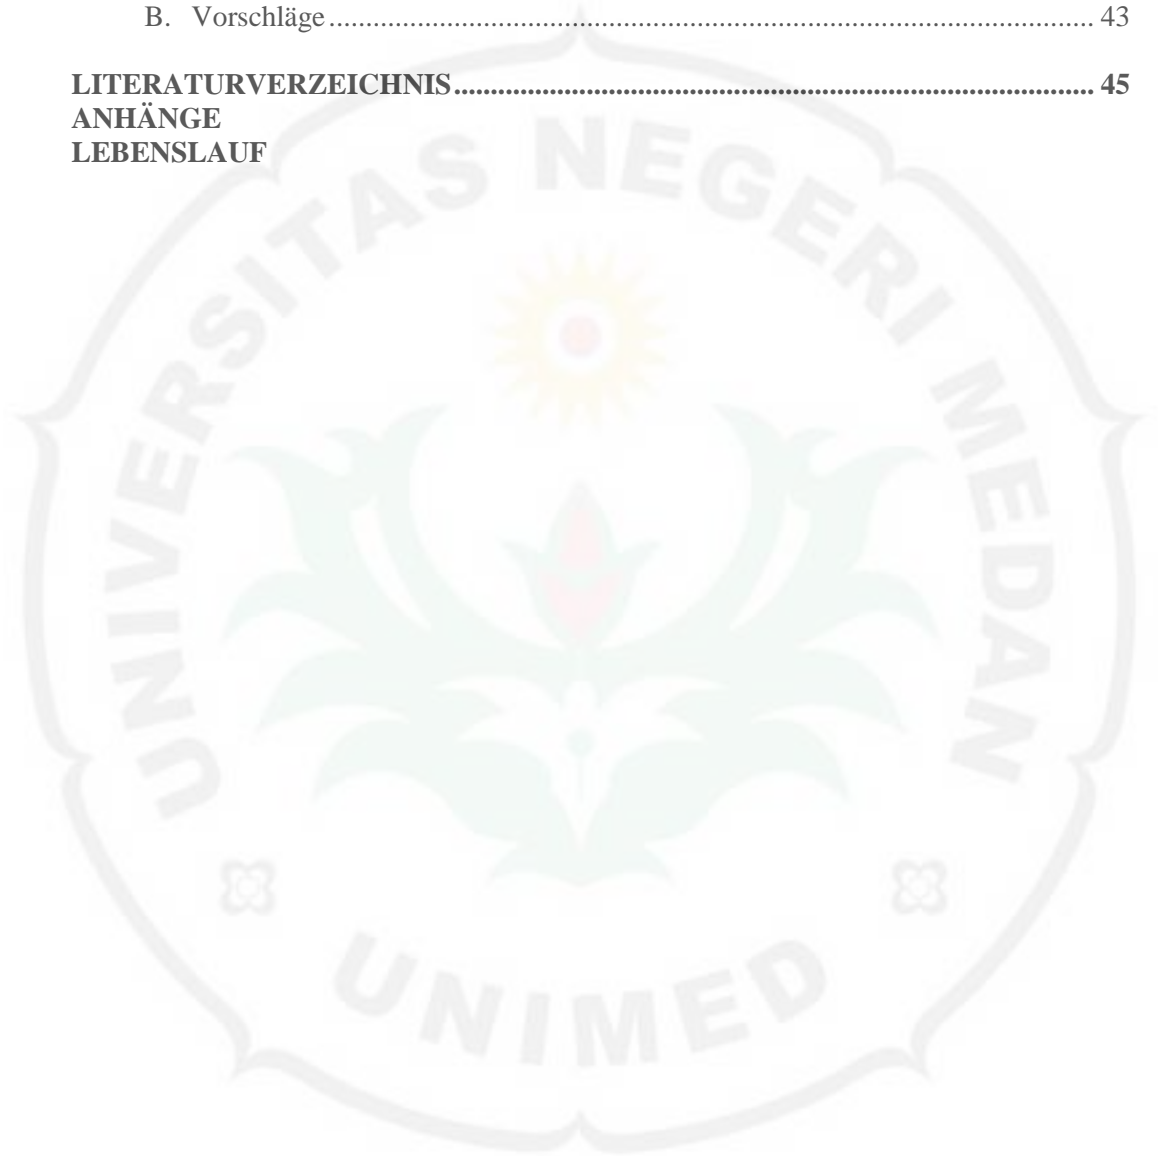 B. Vorschläge........................................................................................................ 43
LITERATURVERZEICHNIS....................................................................................... 45
ANHÄNGE
LEBENSLAUF
UNIVERSITAS NEGERI MEDAN
UNIMED